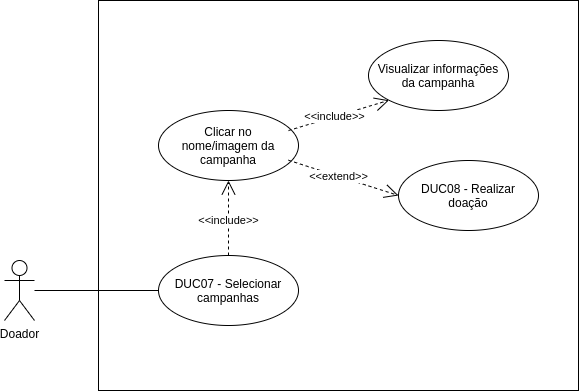 Visualizar informações
da campanha
<<include>>
Clicar no
nome/imagem da
campanha
<<extend>>
DUC08 - Realizar
doação
<<include>>
DUC07 - Selecionar
campanhas
Doador